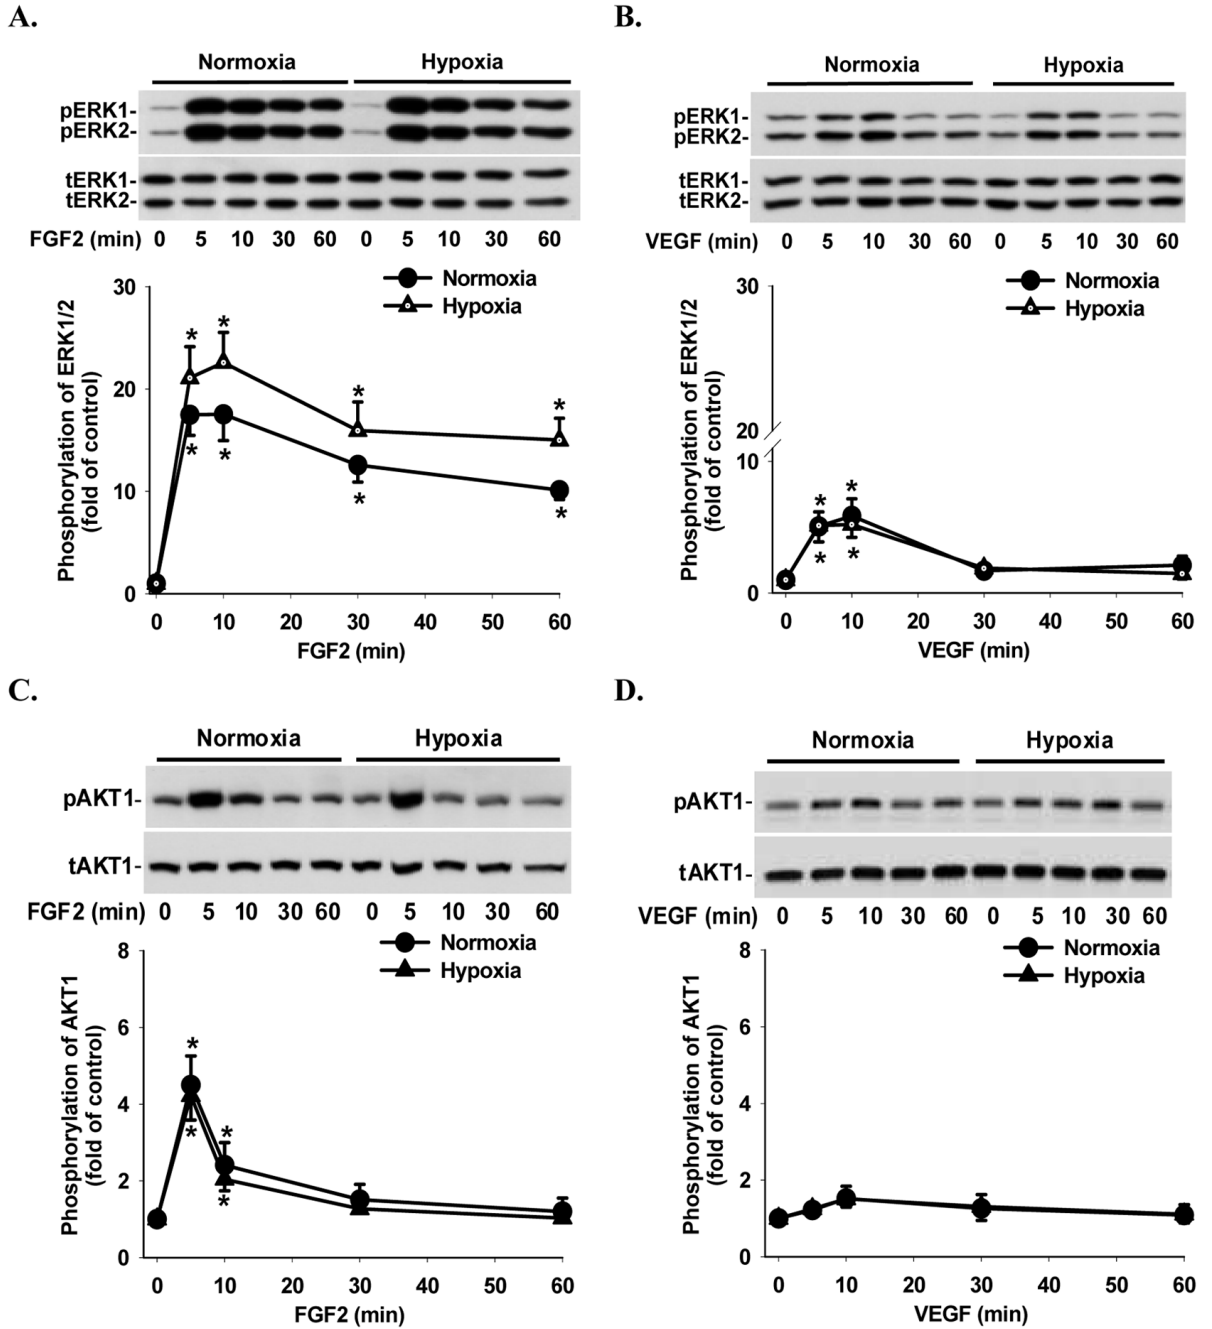 A.
Normoxia Hypoxia
pERK1-
pERK2-
tERK1-
tERK2-
FGF2 (min) 0 5 10 30 60 0 5 10 30 60
Normoxia
Hypoxia
Phosphorylation of ERK1/2
(fold of control)
30
20
10
0
* * * *
* * * *
0 10 20 30 40 50 60
FGF2 (min)
B.
Normoxia Hypoxia
pERK1-
pERK2-
tERK1-
tERK2-
VEGF (min) 0 5 10 30 60 0 5 10 30 60
Normoxia
Hypoxia
Phosphorylation of ERK1/2
(fold of control)
30
20
10
0
* *
* *
0 10 20 30 40 50 60
VEGF (min)
C.
Normoxia Hypoxia
pAKT1-
tAKT1-
FGF2 (min) 0 5 10 30 60 0 5 10 30 60
Normoxia
Hypoxia
Phosphorylation of AKT1
(fold of control)
8
6
4
2
0
* *
* *
0 10 20 30 40 50 60
FGF2 (min)
D.
Normoxia Hypoxia
pAKT1-
tAKT1-
VEGF (min) 0 5 10 30 60 0 5 10 30 60
Normoxia
Hypoxia
Phosphorylation of AKT1
(fold of control)
8
6
4
2
0
0 10 20 30 40 50 60
VEGF (min)